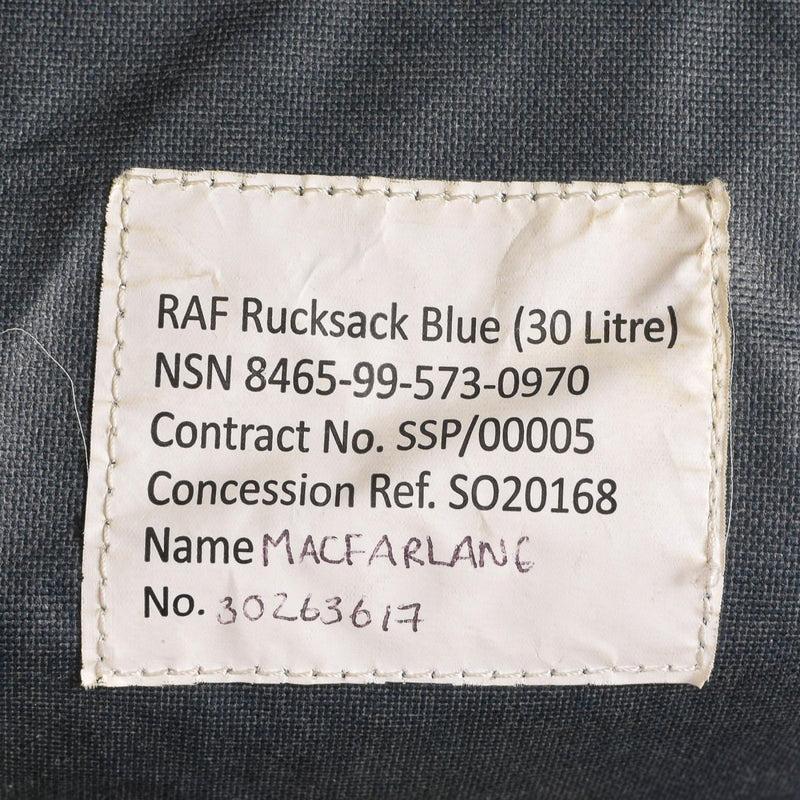 RAF Rucksack Blue (30 Litre)
NSN 8465-99-573-0970
Contract No. SSP/00005
Concession Ref. SO20168
Name MACFARLANE
No. 30263617